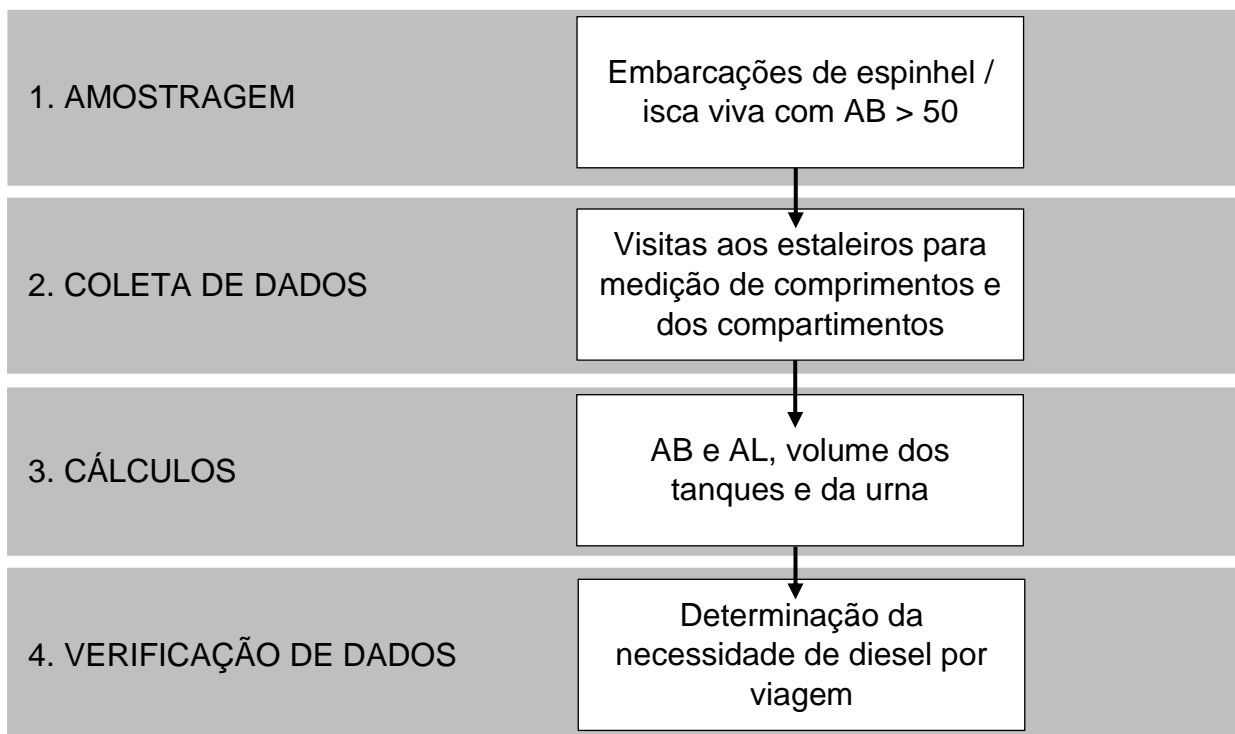 1. AMOSTRAGEM
Embarcações de espinhel /
isca viva com AB > 50
2. COLETA DE DADOS
Visitas aos estaleiros para
medição de comprimentos e
dos compartimentos
3. CÁLCULOS
AB e AL, volume dos
tanques e da urna
4. VERIFICAÇÃO DE DADOS
Determinação da
necessidade de diesel por
viagem